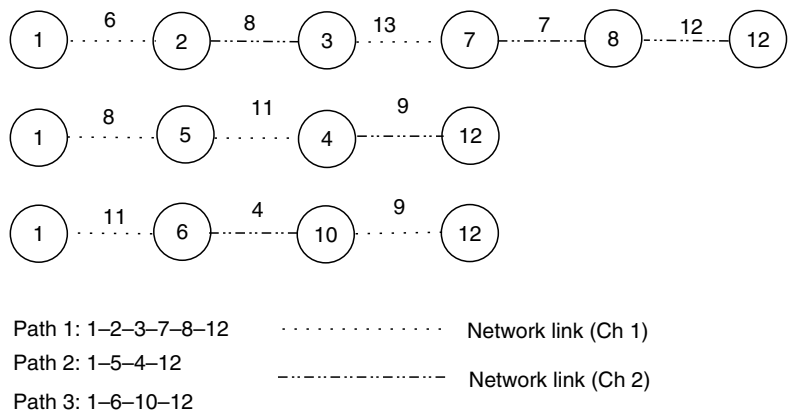 6 8 13 7 12
1 2 3 7 8 12
8 11 9
1 5 4 12
11 4 9
1 6 10 12
Path 1: 1–2–3–7–8–12
Network link (Ch 1)
Path 2: 1–5–4–12
Network link (Ch 2)
Path 3: 1–6–10–12